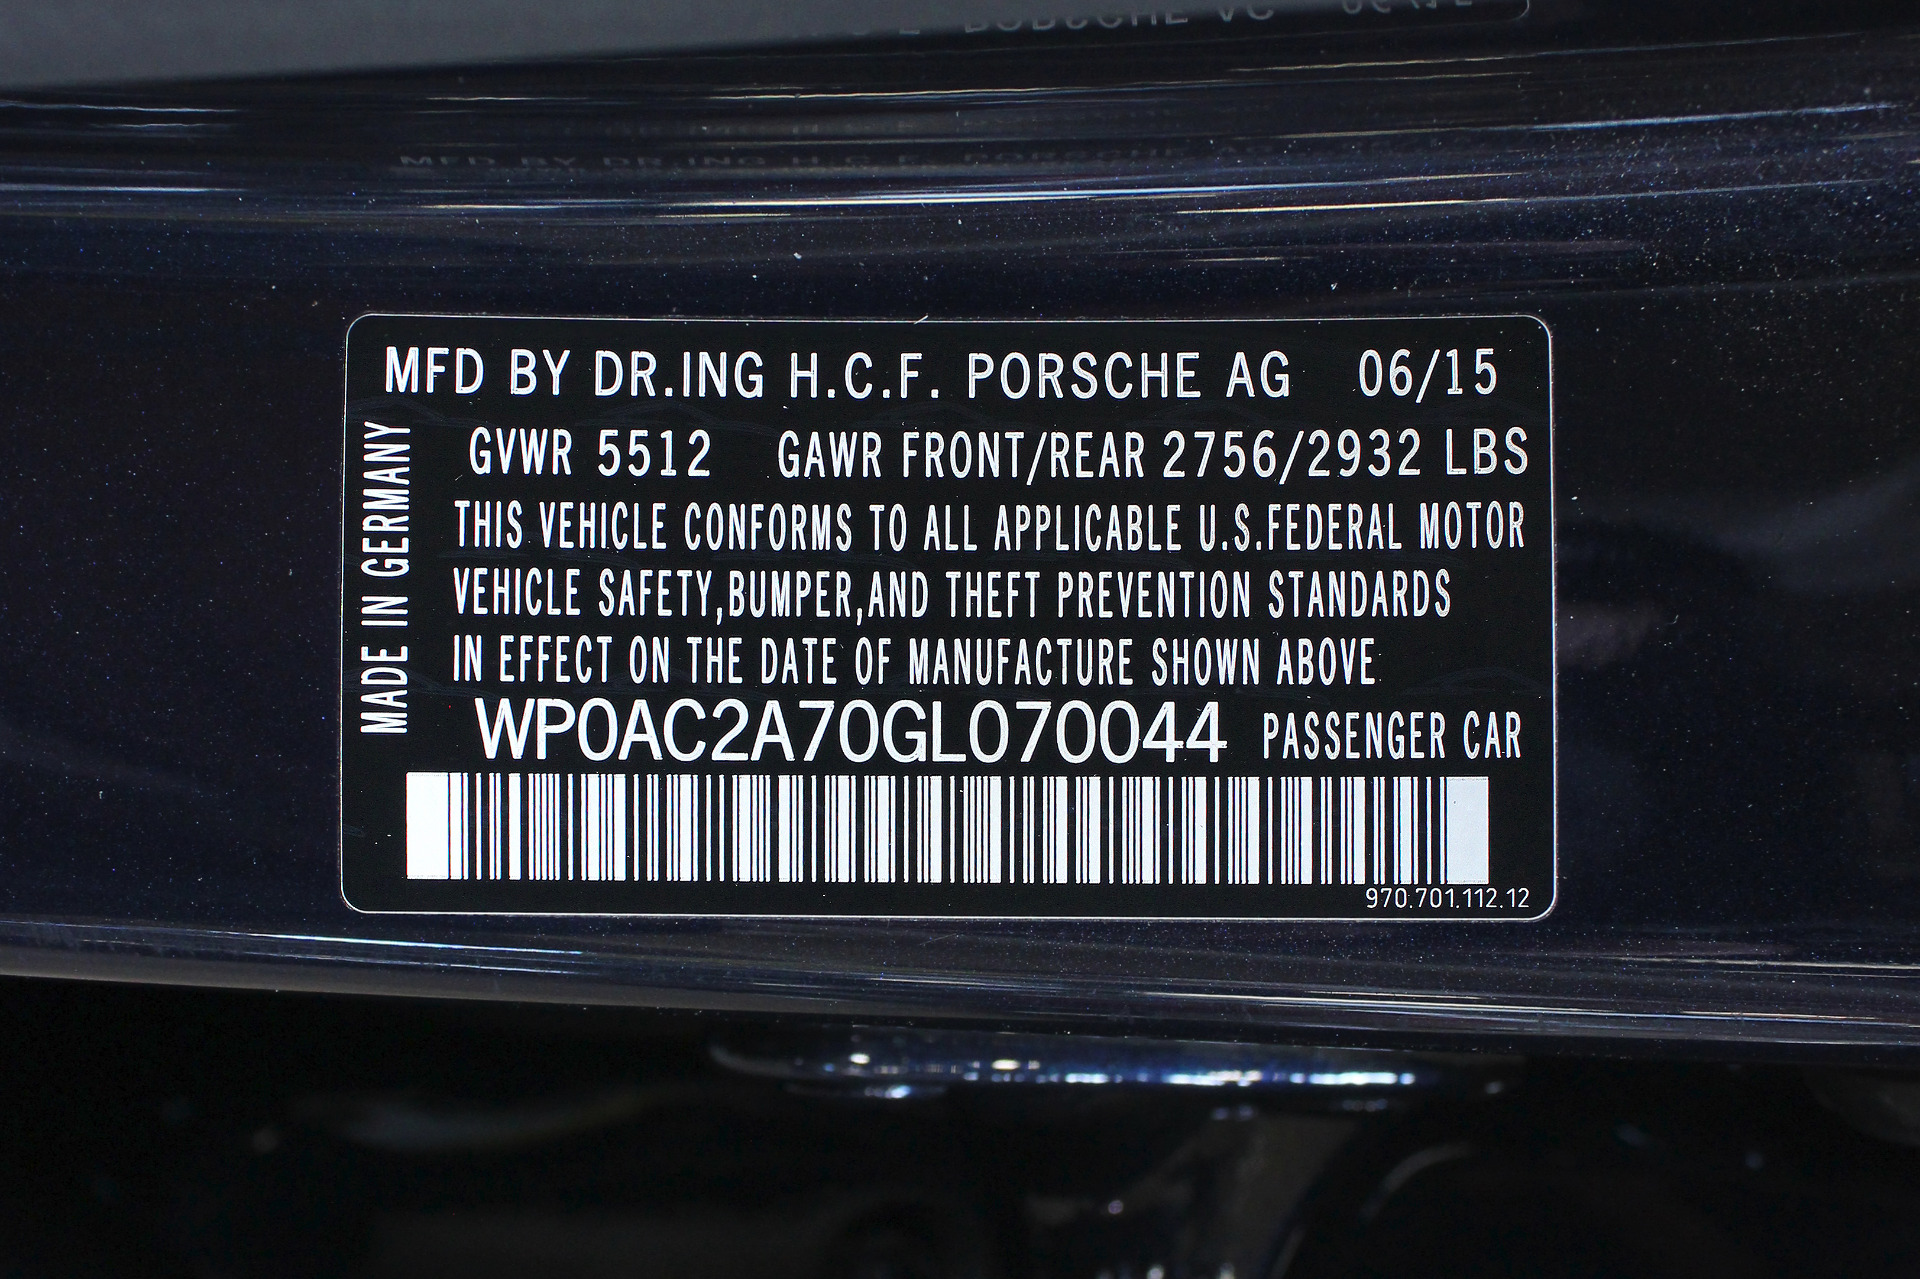 MFD BY DR.ING H.C.F. PORSCHE AG 06/15
GVWR 5512 GAWR FRONT/REAR 2756/2932 LBS
THIS VEHICLE CONFORMS TO ALL APPLICABLE U.S.FEDERAL MOTOR
VEHICLE SAFETY,BUMPER,AND THEFT PREVENTION STANDARDS
IN EFFECT ON THE DATE OF MANUFACTURE SHOWN ABOVE
WP0AC2A70GL070044 PASSENGER CAR
970.701.112.12
MADE IN GERMANY